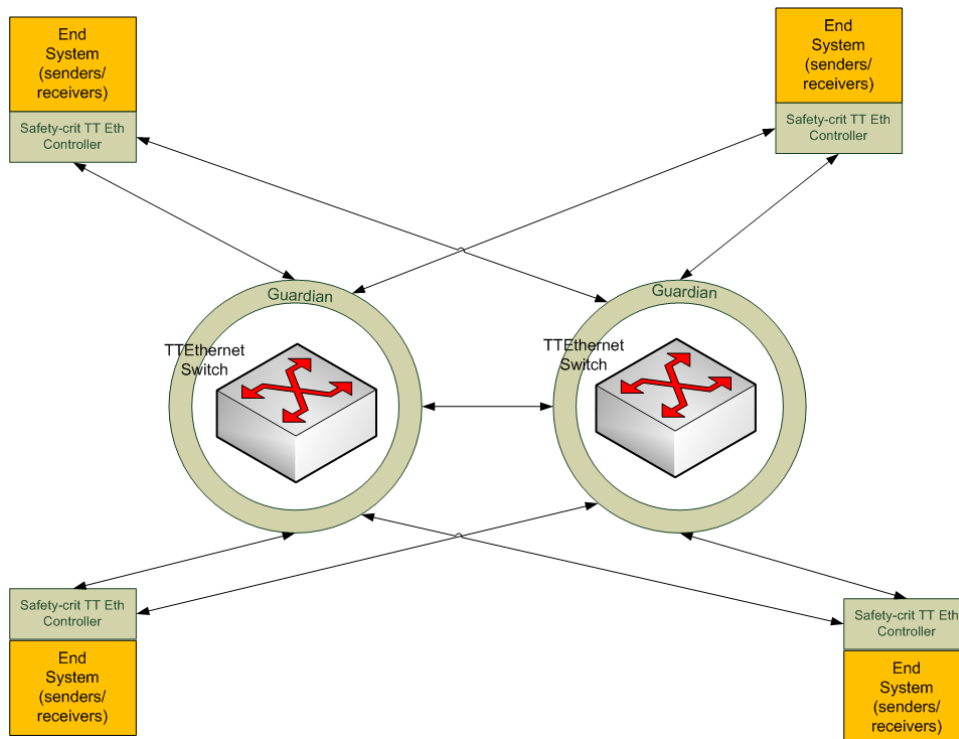 End
System
(senders/
receivers)
Safety-crit TT Eth
Controller
End
System
(senders/
receivers)
Safety-crit TT Eth
Controller
Guardian
TTEthernet
Switch
Guardian
TTEthernet
Switch
Safety-crit TT Eth
Controller
End
System
(senders/
receivers)
Safety-crit TT Eth
Controller
End
System
(senders/
receivers)